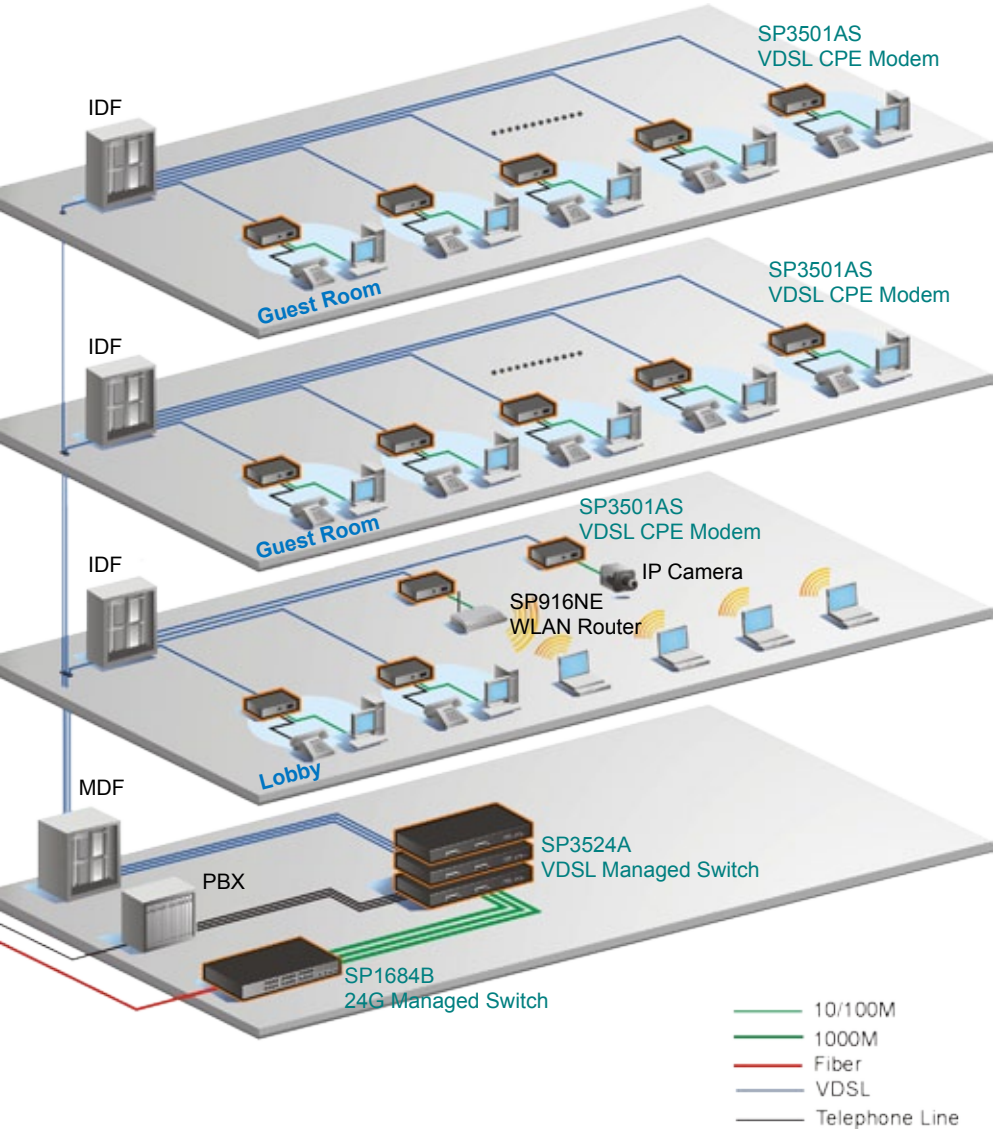 SP3501AS
VDSL CPE Modem
IDF
Guest Room
SP3501AS
VDSL CPE Modem
IDF
Guest Room
SP3501AS
VDSL CPE Modem
IDF
IP Camera
SP916NE
WLAN Router
Lobby
MDF
SP3524A
VDSL Managed Switch
PBX
SP1684B
24G Managed Switch
10/100M
1000M
Fiber
VDSL
Telephone Line